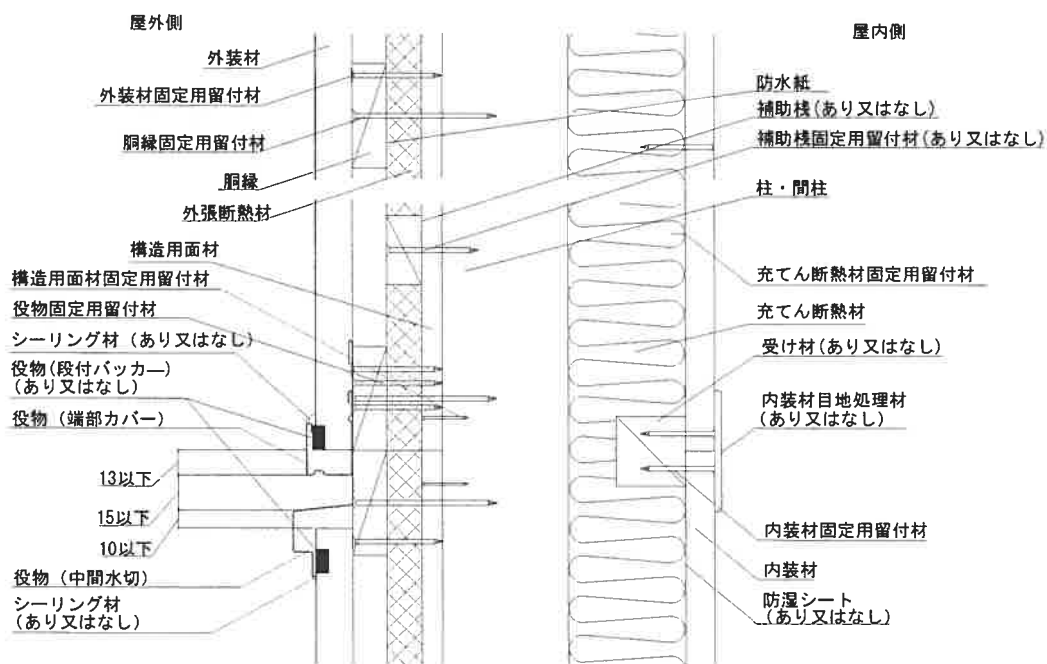 屋外側
外装材
外装材固定用留付材
胴縁固定用留付材
胴縁
外張断熱材
構造用面材
構造用面材固定用留付材
役物固定用留付材
シーリング材（あり又はなし）
役物(段付バッカー)
(あり又はなし)
役物（端部カバー）
13以下
15以下
10以下
役物（中間水切）
シーリング材
(あり又はなし)
屋内側
防水紙
補助桟(あり又はなし)
補助桟固定用留付材(あり又はなし)
柱・間柱
充てん断熱材固定用留付材
充てん断熱材
受け材(あり又はなし)
内装材目地処理材
(あり又はなし)
内装材固定用留付材
内装材
防湿シート
(あり又はなし)